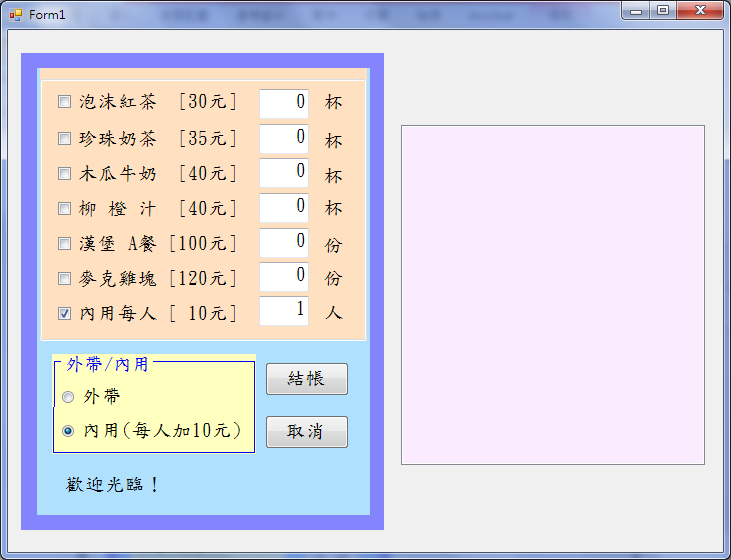 Form1
泡沫紅茶 [30元] 0 杯
珍珠奶茶 [35元] 0 杯
木瓜牛奶 [40元] 0 杯
柳 橙 汁 [40元] 0 杯
漢堡 A餐 [100元] 0 份
麥克雞塊 [120元] 0 份
內用每人 [ 10元] 1 人
外帶/內用
外帶
內用(每人加10元)
結帳
取消
歡迎光臨！